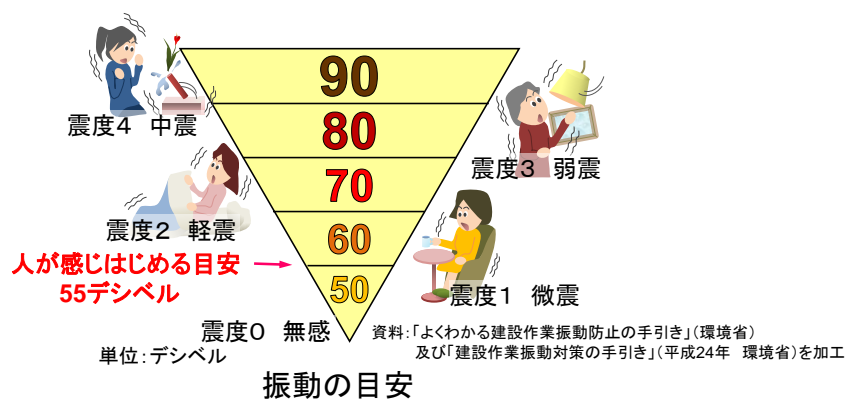 90
震度4　中震
80
震度3　弱震
70
震度2　軽震
60
人が感じはじめる目安
55デシベル
50
震度1　微震
震度0　無感
単位：デシベル
資料：「よくわかる建設作業振動防止の手引き」（環境省）
及び「建設作業振動対策の手引き」（平成24年　環境省）を加工
振動の目安